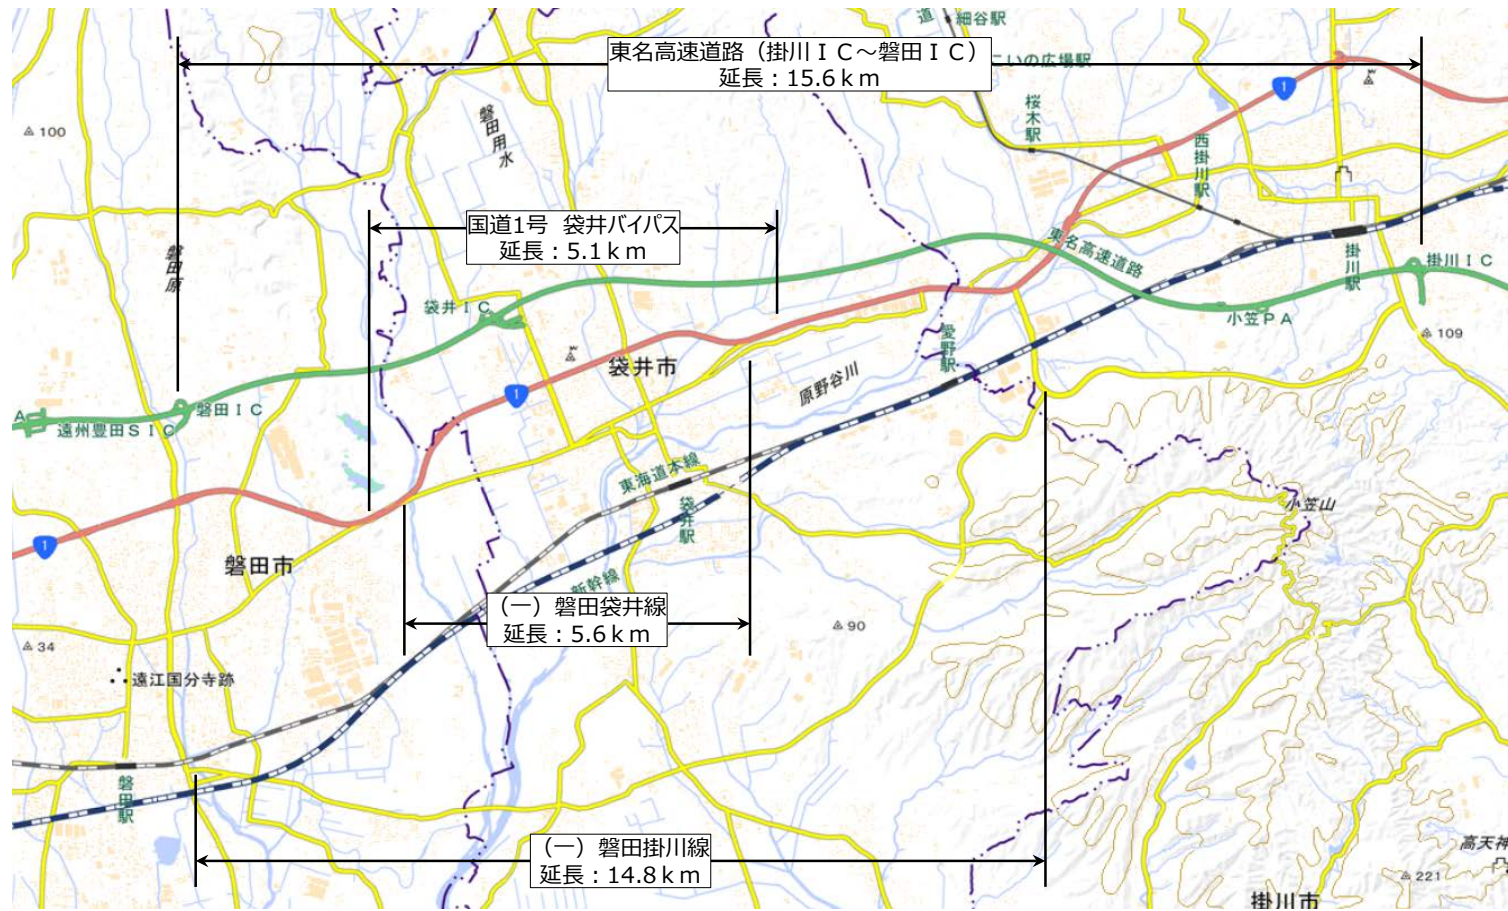 道
細谷駅
東名高速道路（掛川ＩＣ～磐田ＩＣ）
延長：15.6ｋｍ
こいの広場駅
1
桜木駅
西掛川駅
100
磐田用水
国道1号 袋井バイパス
延長：5.1ｋｍ
磐田原
東名高速道路
掛川駅
掛川ＩＣ
袋井ＩＣ
小笠ＰＡ
109
愛野駅
袋井市
原野谷川
1
磐田ＩＣ
A
遠州豊田ＳＩＣ
東海道本線
袋井駅
小笠山
1
磐田市
新幹線
（一）磐田袋井線
延長：5.6ｋｍ
90
34
遠江国分寺跡
磐田駅
（一）磐田掛川線
延長：14.8ｋｍ
高天神
221
掛川市